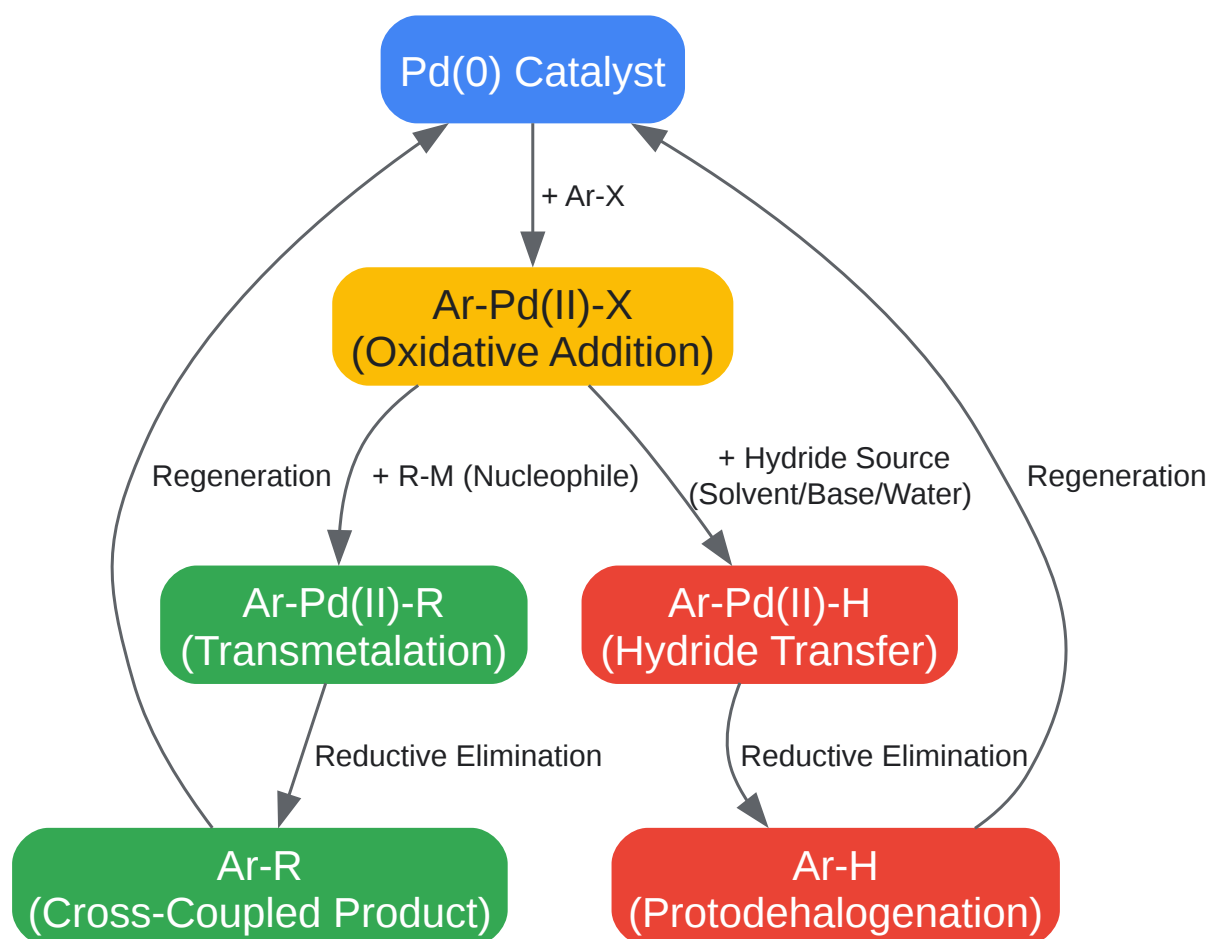 Pd(0) Catalyst
+ Ar-X
Ar-Pd(II)-X
(Oxidative Addition)
Regeneration
+ R-M (Nucleophile)
+ Hydride Source
(Solvent/Base/Water)
Regeneration
Ar-Pd(II)-R
(Transmetalation)
Ar-Pd(II)-H
(Hydride Transfer)
Reductive Elimination
Reductive Elimination
Ar-R
(Cross-Coupled Product)
Ar-H
(Protodehalogenation)